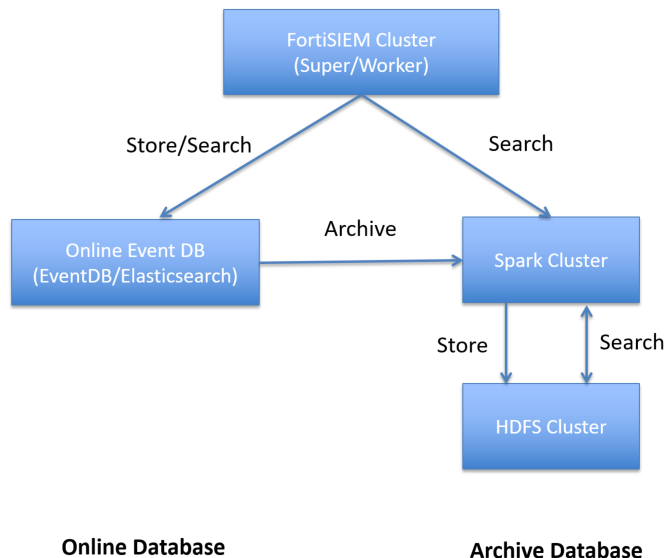 FortiSIEM Cluster
(Super/Worker)
Store/Search
Search
Archive
Online Event DB
(EventDB/Elasticsearch)
Spark Cluster
Store
Search
HDFS Cluster
Online Database
Archive Database